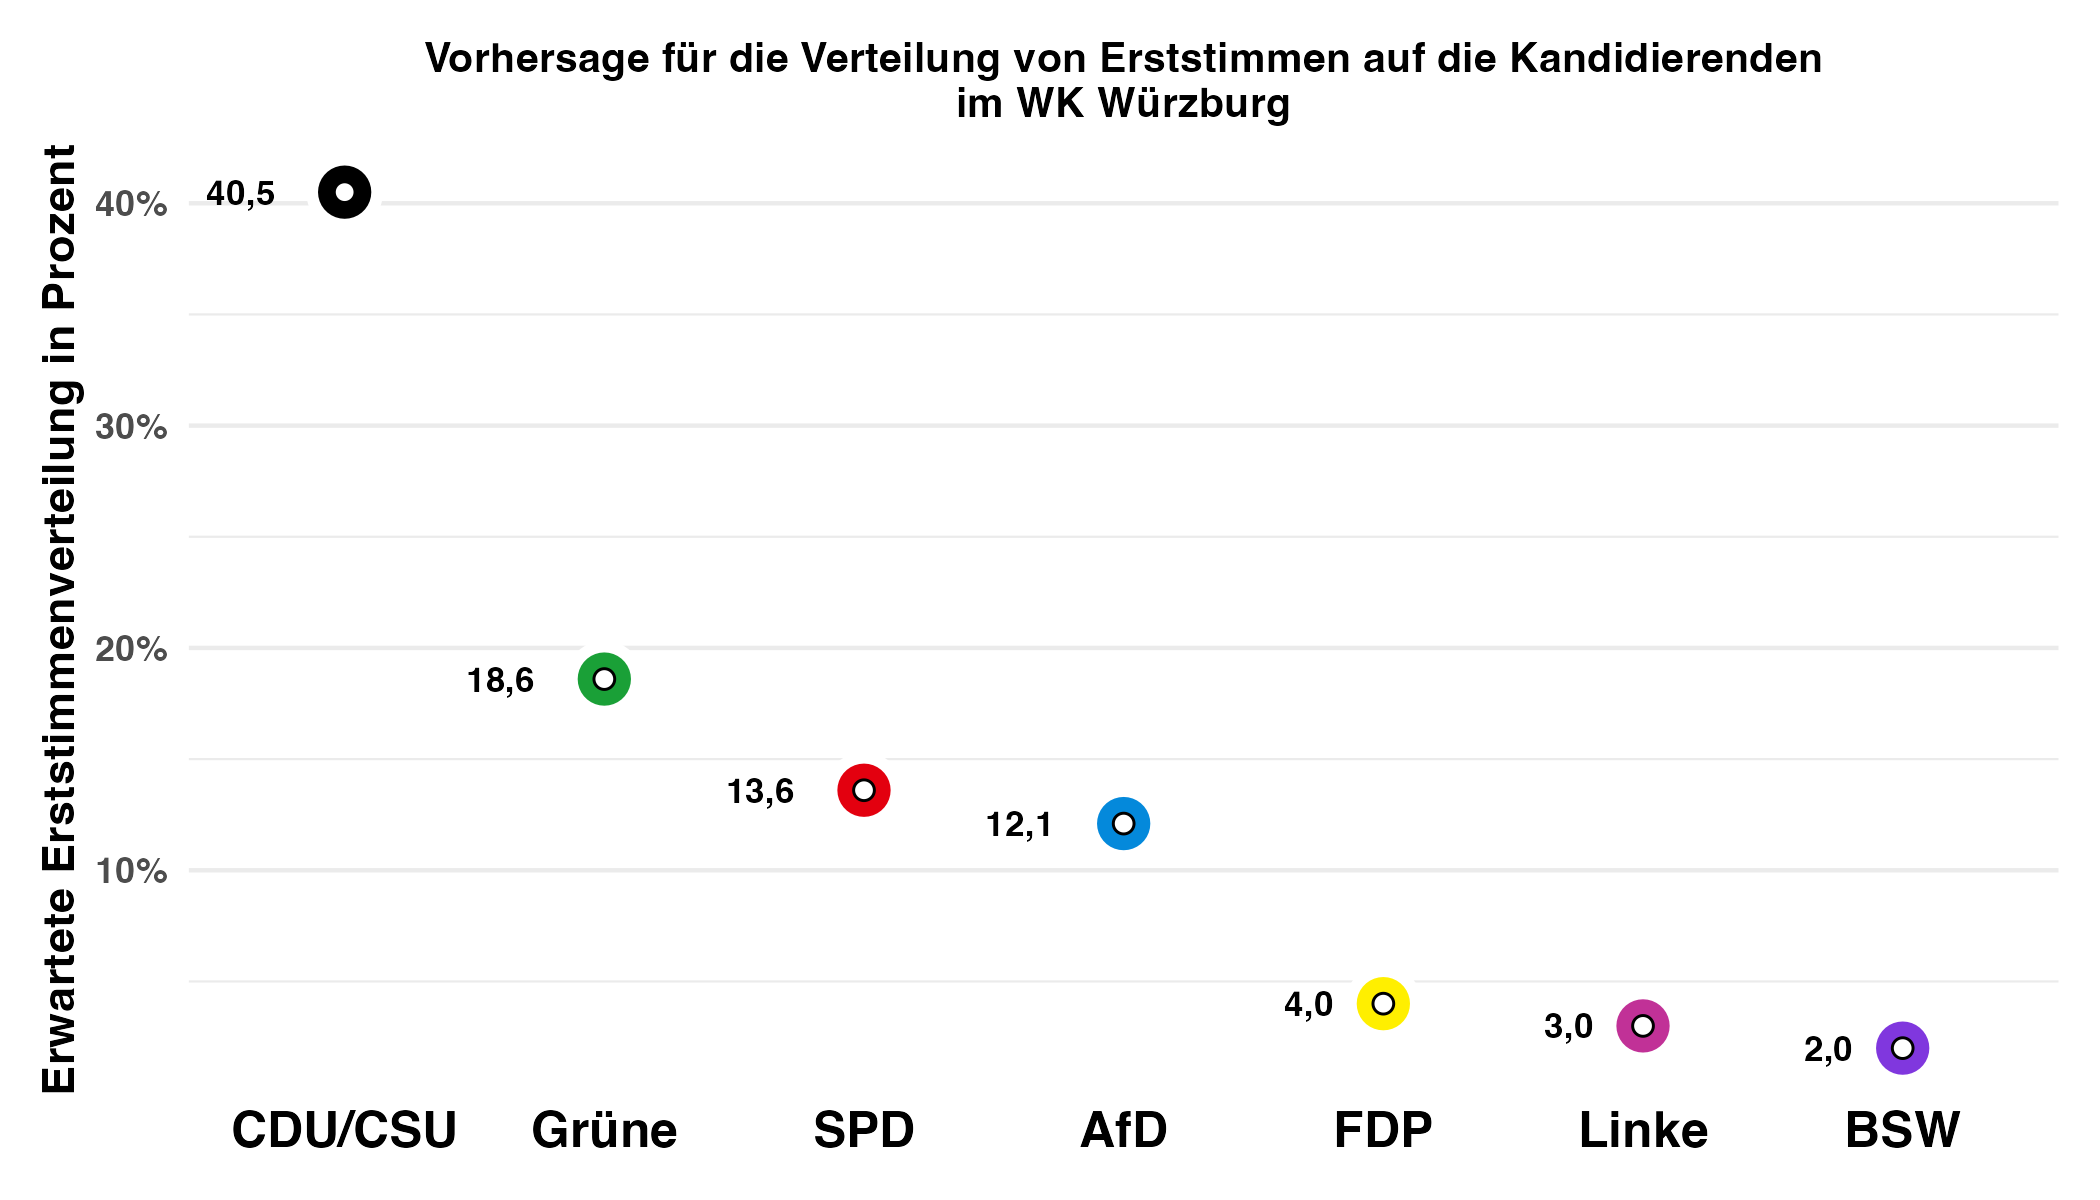 Vorhersage für die Verteilung von Erststimmen auf die Kandidierenden
im WK Würzburg
Erwartete Erststimmenverteilung in Prozent
40%
30%
20%
10%
40,5
18,6
13,6
12,1
4,0
3,0
2,0
CDU/CSU
Grüne
SPD
AfD
FDP
Linke
BSW